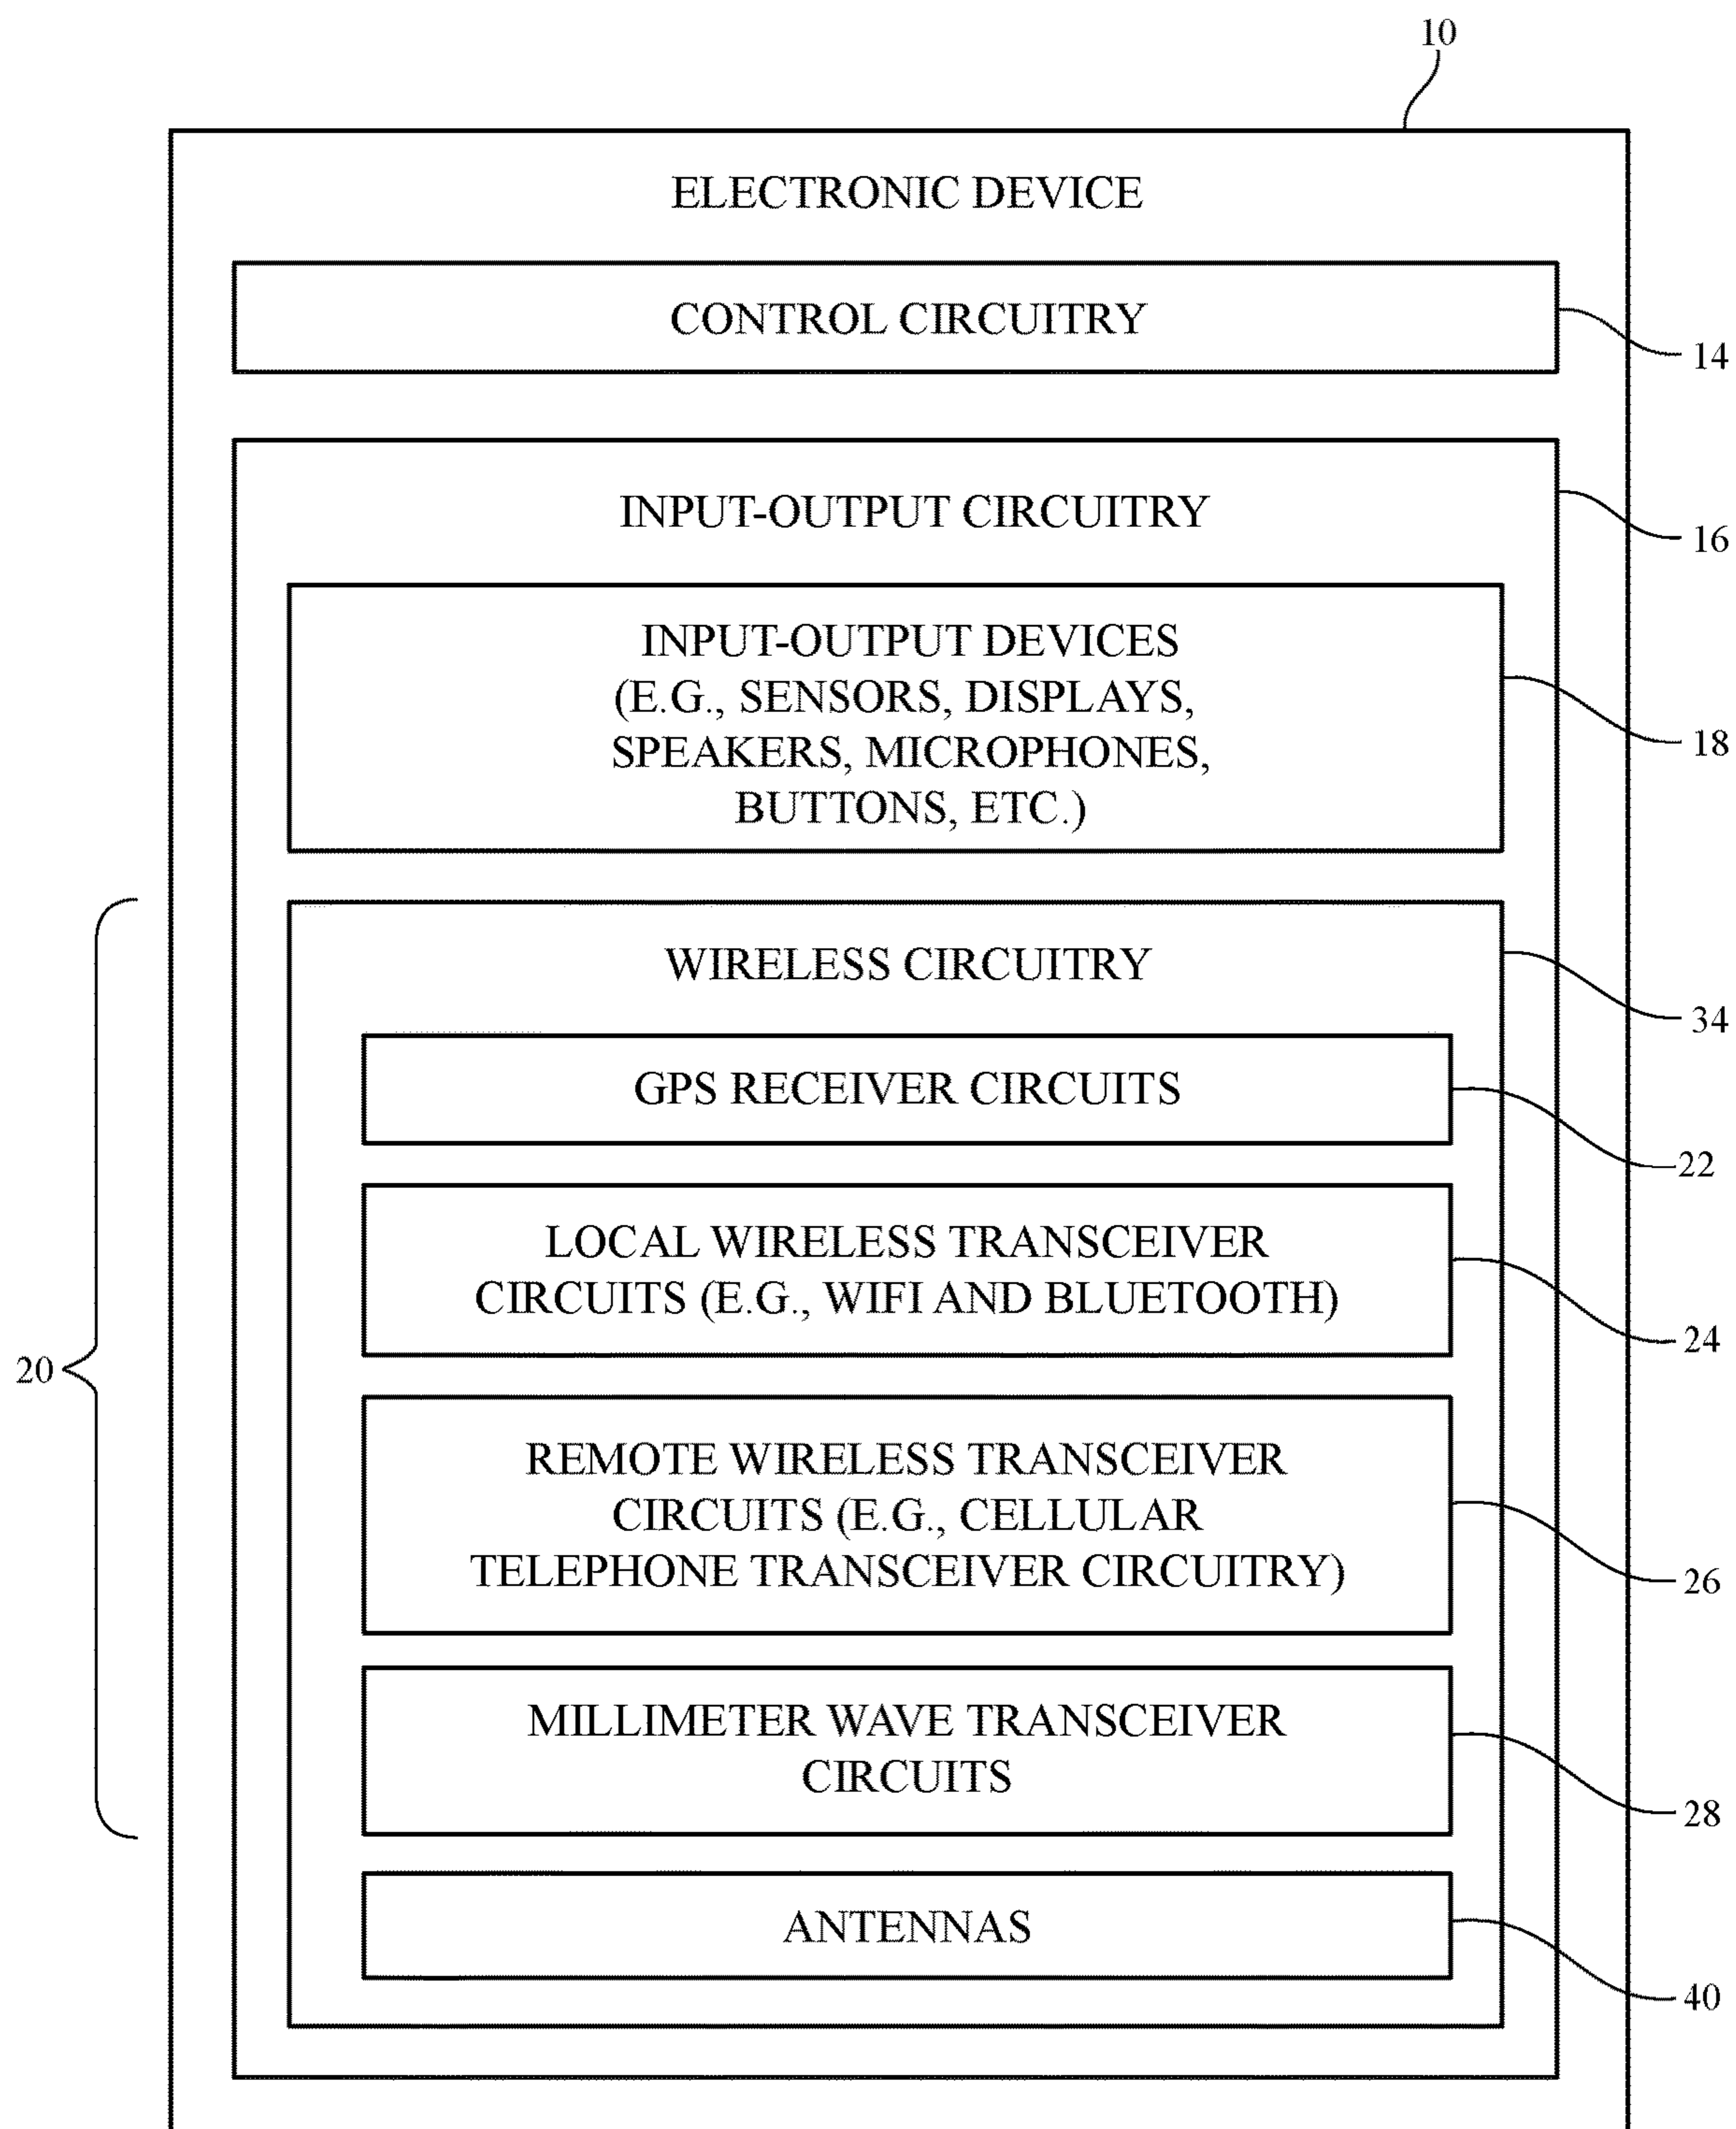 10
ELECTRONIC DEVICE
CONTROL CIRCUITRY
14
INPUT-OUTPUT CIRCUITRY
16
INPUT-OUTPUT DEVICES
(E.G., SENSORS, DISPLAYS,
SPEAKERS, MICROPHONES,
BUTTONS, ETC.)
18
WIRELESS CIRCUITRY
34
GPS RECEIVER CIRCUITS
22
LOCAL WIRELESS TRANSCEIVER
CIRCUITS (E.G., WIFI AND BLUETOOTH)
24
20
REMOTE WIRELESS TRANSCEIVER
CIRCUITS (E.G., CELLULAR
TELEPHONE TRANSCEIVER CIRCUITRY)
26
MILLIMETER WAVE TRANSCEIVER
CIRCUITS
28
ANTENNAS
40